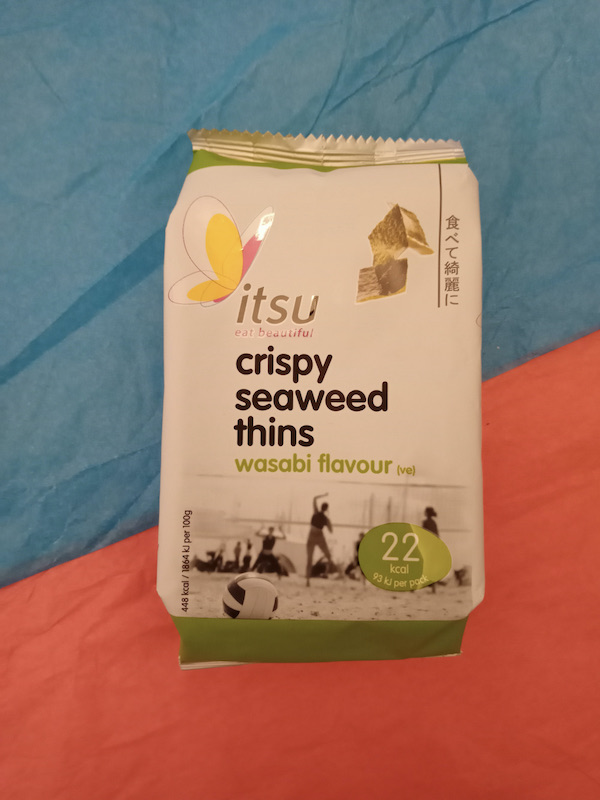 食べて綺麗に
itsu
eat beautiful
crispy
seaweed
thins
wasabi flavour (ve)
448 kcal / 1864 kJ per 100g
22
kcal
93 kJ per pack